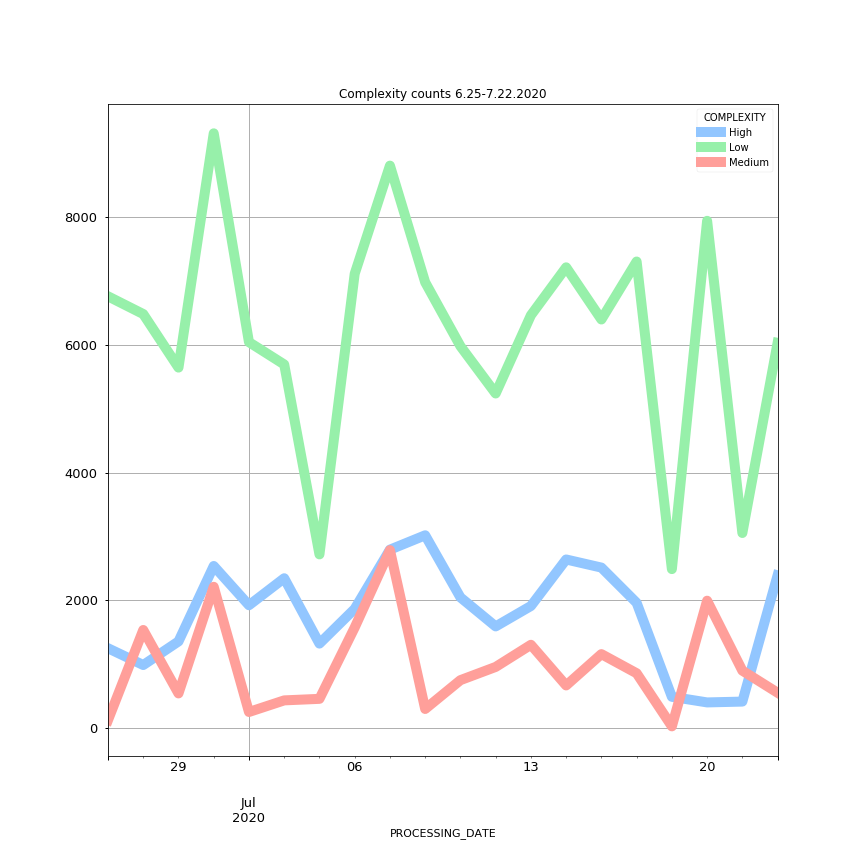 Complexity counts 6.25-7.22.2020
COMPLEXITY
High
Low
Medium
8000
6000
4000
2000
0
29
06
13
20
Jul
2020
PROCESSING_DATE